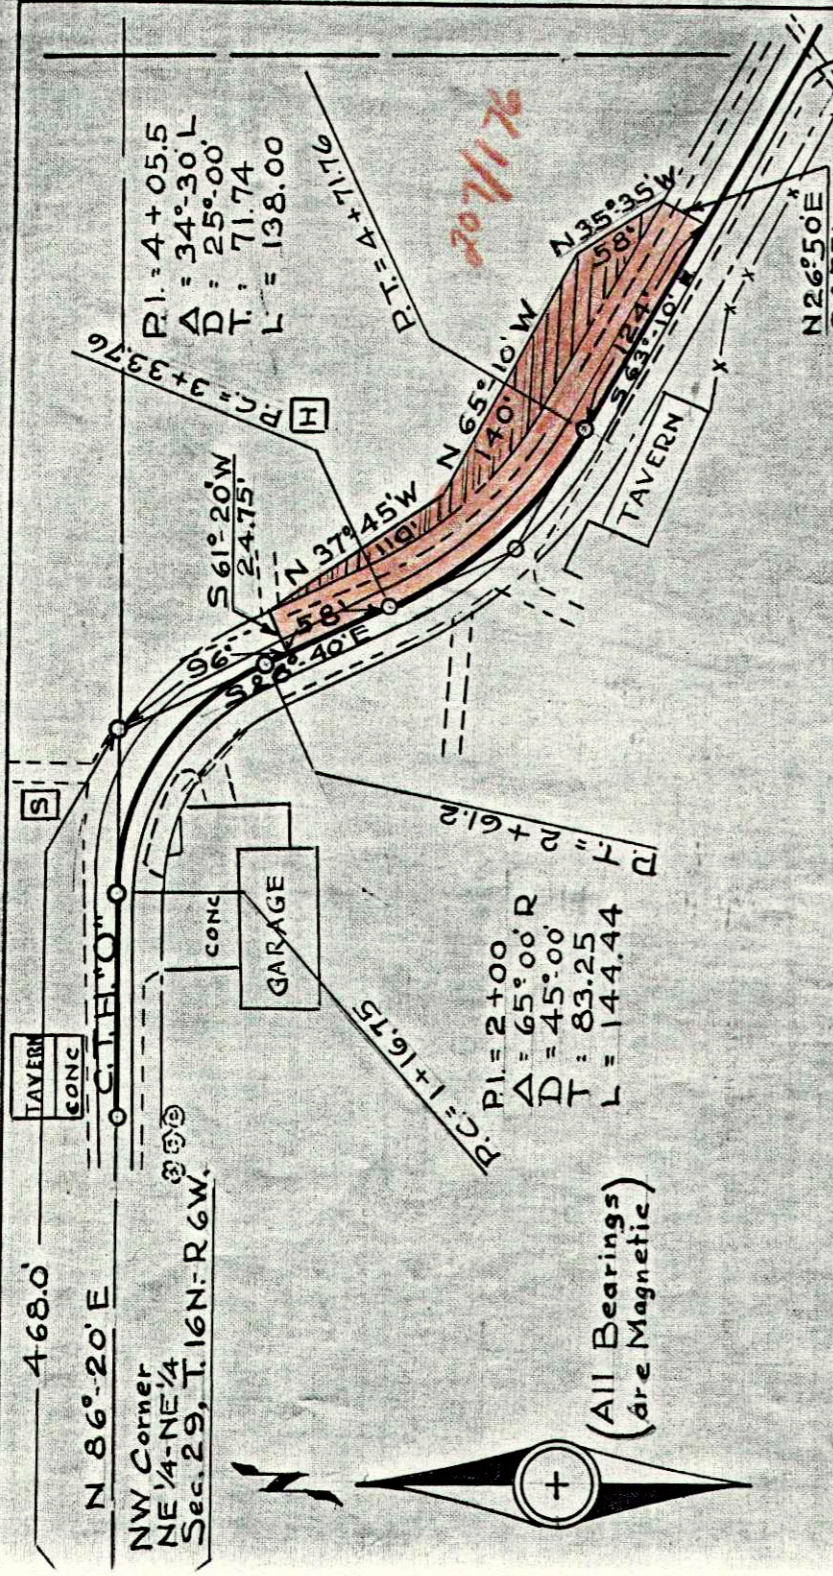 468.0'
N 86°-20' E
NW Corner
NE 1/4-NE 1/4
Sec. 29, T. 16N-R 6W.
TAVERN
CONC
C.T.H. "O"
S
CONC
GARAGE
P.C. = 1+16.75
P.I. = 2+00
Δ = 65°-00' R
D = 45°-00'
T : 83.25
L = 144.44
P.T. = 2+61.2
(All Bearings
are Magnetic)
96'
S 28°-40' E
58'
S 61°-20' W
24.75'
P.C. = 3+33.76
H
P.I. = 4+05.5
Δ = 34°-30' L
D = 25°-00'
T. : 71.74
L = 138.00
P.T. = 4+71.76
N 37°-45' W
110'
N 65°-10' W
140'
N 35°-35' W
58'
124'
S 63°-10' E
TAVERN
N 26°50'E